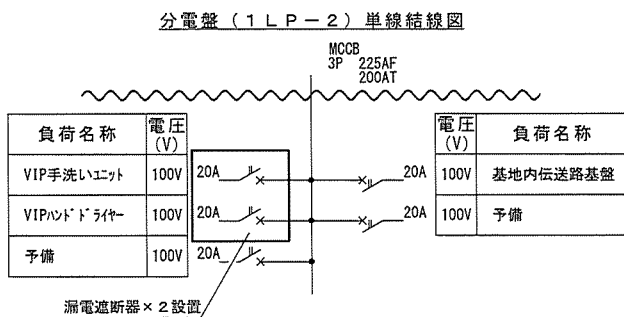 分電盤（１ＬＰ－２）単線結線図
MCCB
3P 225AF
200AT
負荷名称 電圧(V)
VIP手洗いﾕﾆｯﾄ 100V 20A
VIPﾊﾝﾄﾞﾄﾞﾗｲﾔｰ 100V 20A
予備 100V 20A
電圧(V) 負荷名称
20A 100V 基地内伝送路基盤
20A 100V 予備
漏電遮断器×２設置